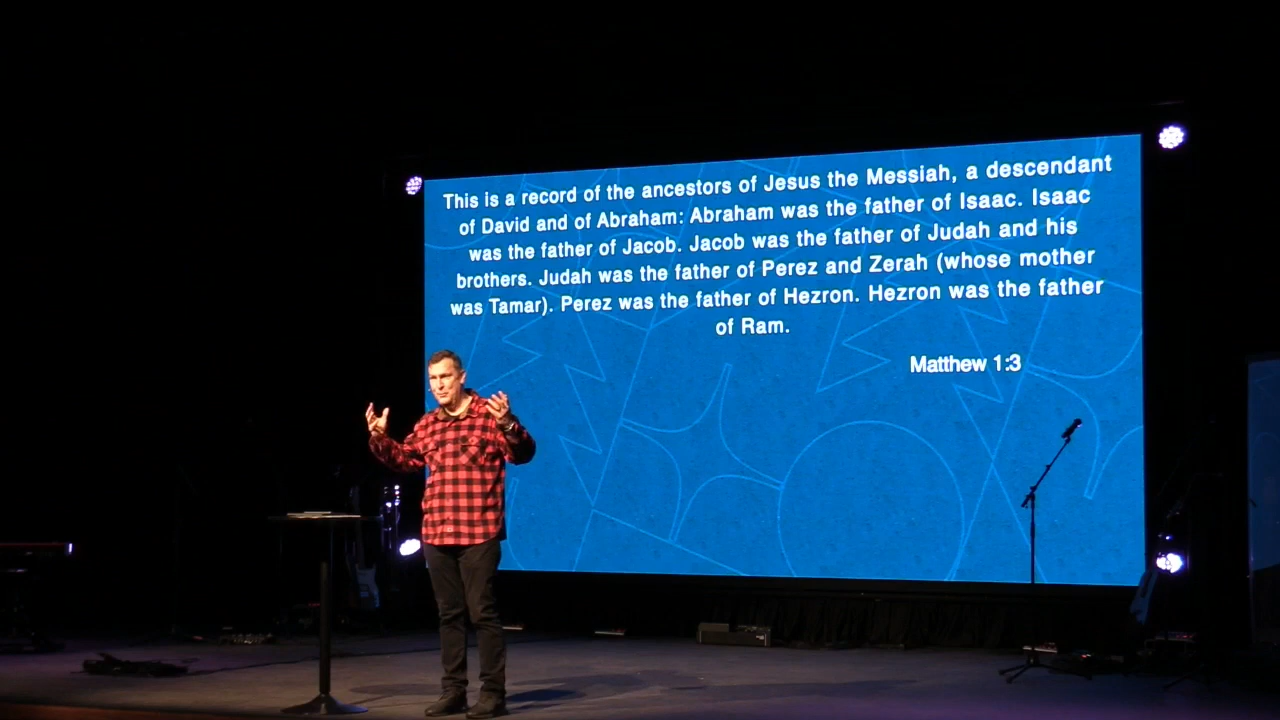 This is a record of the ancestors of Jesus the Messiah, a descendant
of David and of Abraham: Abraham was the father of Isaac. Isaac
was the father of Jacob. Jacob was the father of Judah and his
brothers. Judah was the father of Perez and Zerah (whose mother
was Tamar). Perez was the father of Hezron. Hezron was the father
of Ram.
Matthew 1:3